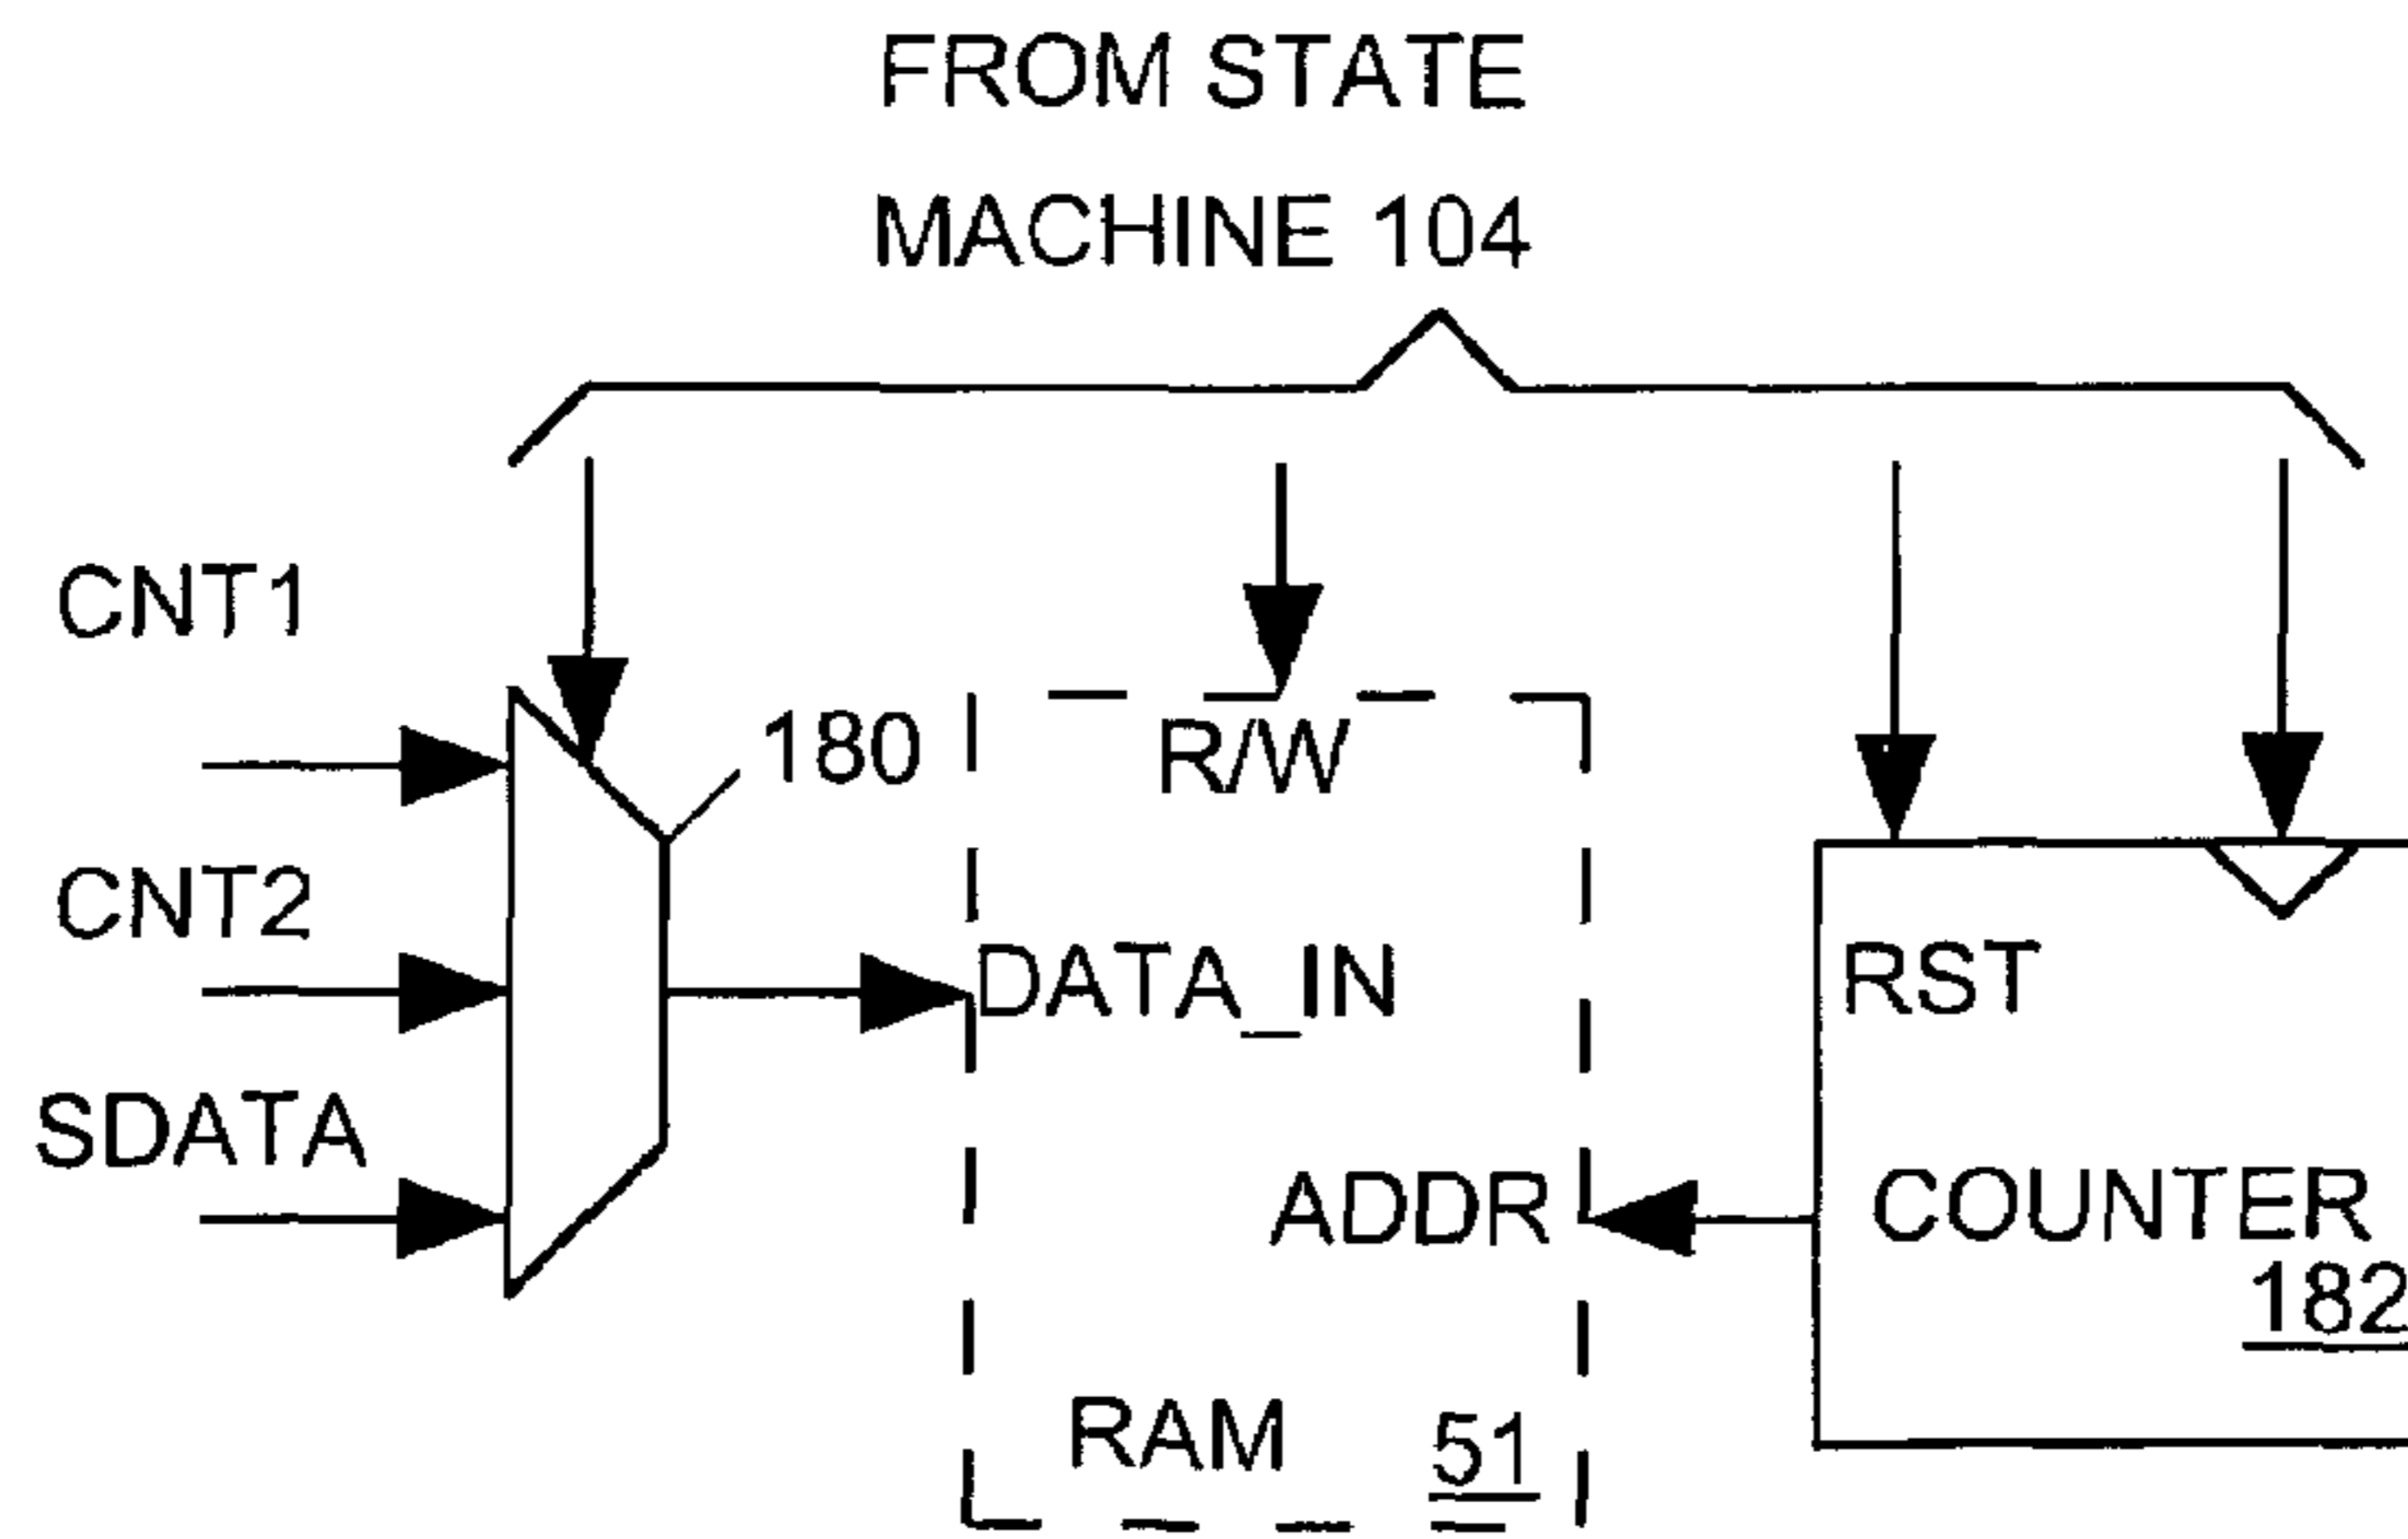 FROM STATE
MACHINE 104
CNT1
180
R/W
CNT2
DATA_IN
RST
SDATA
ADDR
COUNTER
182
RAM 51